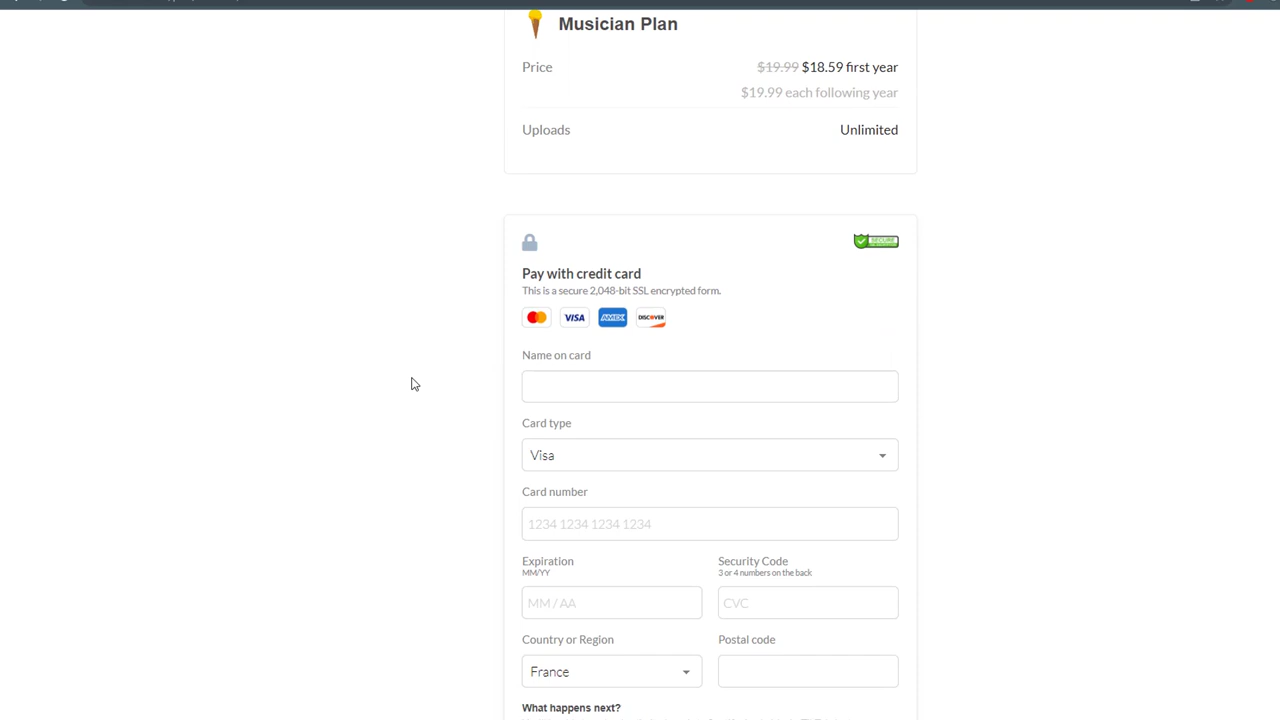 Musician Plan
Price $19.99 $18.59 first year
$19.99 each following year
Uploads Unlimited
SECURE
Pay with credit card
This is a secure 2,048-bit SSL encrypted form.
VISA AMEX DISCOVER
Name on card
Card type
Visa
Card number
1234 1234 1234 1234
Expiration Security Code
MM/YY 3 or 4 numbers on the back
MM / AA CVC
Country or Region Postal code
France
What happens next?